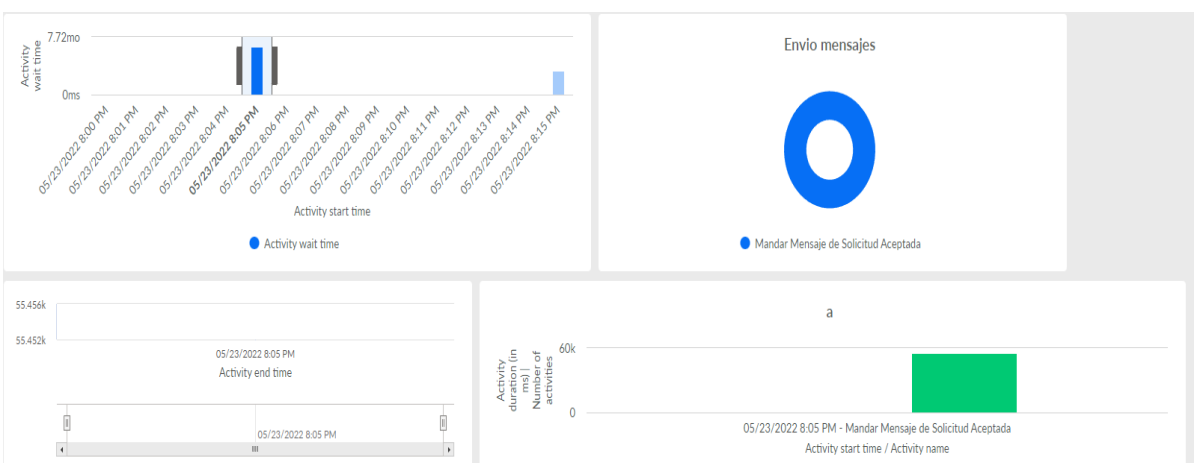 Activity
wait time
7.72mo
0ms
05/23/2022 8:00 PM
05/23/2022 8:01 PM
05/23/2022 8:02 PM
05/23/2022 8:03 PM
05/23/2022 8:04 PM
05/23/2022 8:05 PM
05/23/2022 8:06 PM
05/23/2022 8:07 PM
05/23/2022 8:08 PM
05/23/2022 8:09 PM
05/23/2022 8:10 PM
05/23/2022 8:11 PM
05/23/2022 8:12 PM
05/23/2022 8:13 PM
05/23/2022 8:14 PM
05/23/2022 8:15 PM
Activity start time
Activity wait time
Envio mensajes
Mandar Mensaje de Solicitud Aceptada
55.456k
55.452k
05/23/2022 8:05 PM
Activity end time
05/23/2022 8:05 PM
a
Activity
duration (in
ms) |
Number of
activities
60k
0
05/23/2022 8:05 PM - Mandar Mensaje de Solicitud Aceptada
Activity start time / Activity name